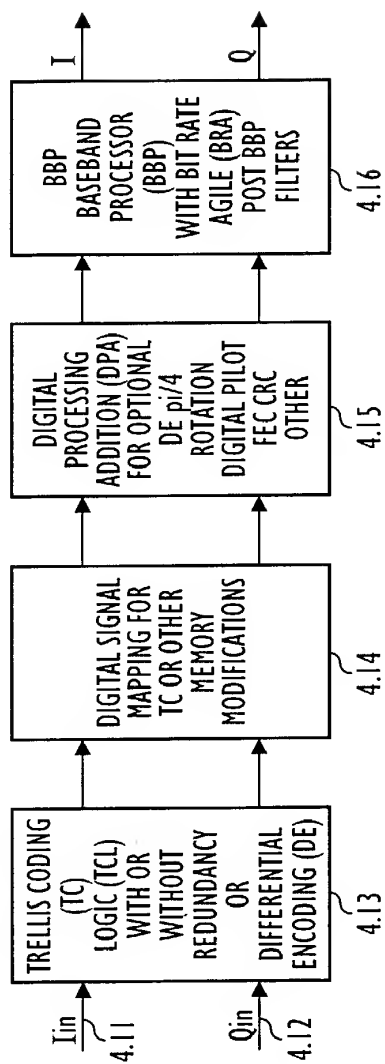 Iin
4.11
Qin
4.12
TRELLIS CODING
(TC)
LOGIC (TCL)
WITH OR
WITHOUT
REDUNDANCY
OR
DIFFERENTIAL
ENCODING (DE)
4.13
DIGITAL SIGNAL
MAPPING FOR
TC OR OTHER
MEMORY
MODIFICATIONS
4.14
DIGITAL
PROCESSING
ADDITION (DPA)
FOR OPTIONAL
DE pi/4
ROTATION
DIGITAL PILOT
FEC CRC
OTHER
4.15
BBP
BASEBAND
PROCESSOR
(BBP)
WITH BIT RATE
AGILE (BRA)
POST BBP
FILTERS
4.16
I
Q